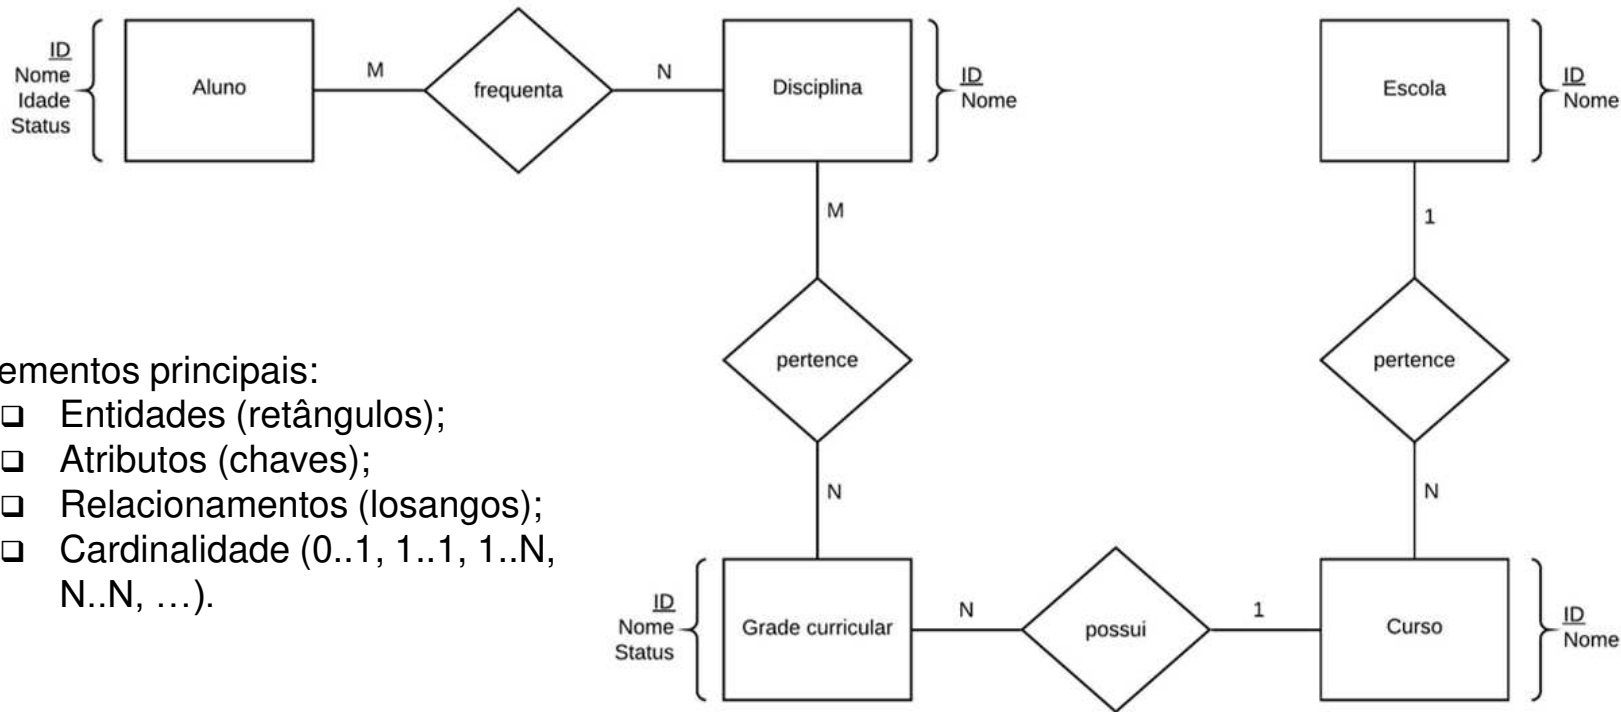 ID
Nome
Idade
Status
Aluno
M
frequenta
N
Disciplina
ID
Nome
Escola
ID
Nome
M
1
pertence
pertence
ementos principais:
❑ Entidades (retângulos);
❑ Atributos (chaves);
❑ Relacionamentos (losangos);
❑ Cardinalidade (0..1, 1..1, 1..N,
N..N, …).
N
N
ID
Nome
Status
Grade curricular
N
possui
1
Curso
ID
Nome